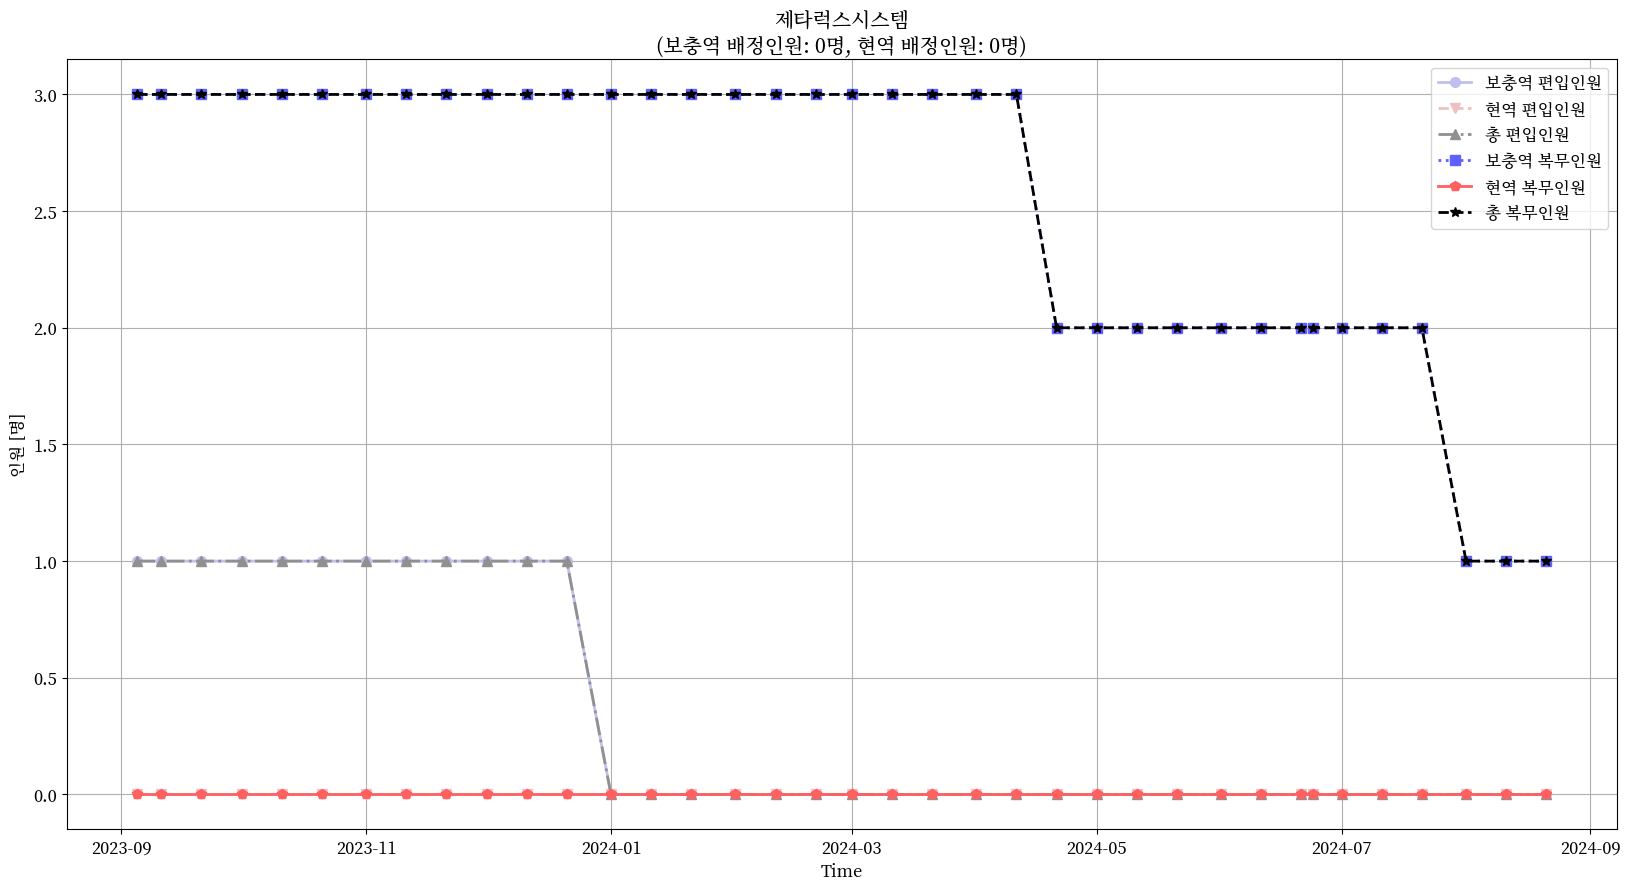 제타럭스시스템
(보충역 배정인원: 0명, 현역 배정인원: 0명)
보충역 편입인원
현역 편입인원
총 편입인원
보충역 복무인원
현역 복무인원
총 복무인원
인원 [명]
3.0
2.5
2.0
1.5
1.0
0.5
0.0
2023-09
2023-11
2024-01
2024-03
2024-05
2024-07
2024-09
Time